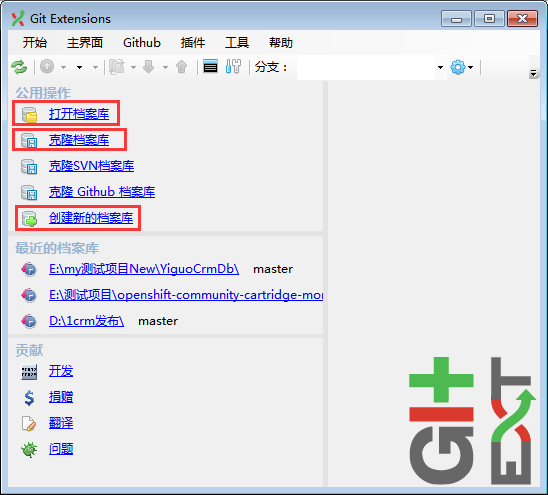 Git Extensions
开始 主界面 Github 插件 工具 帮助
分支：
公用操作
打开档案库
克隆档案库
克隆SVN档案库
克隆 Github 档案库
创建新的档案库
最近的档案库
E:\my测试项目New\YiguoCrmDb\ master
E:\测试项目\openshift-community-cartridge-mor
D:\1crm发布\ master
贡献
开发
捐赠
翻译
问题
GIT
EXT